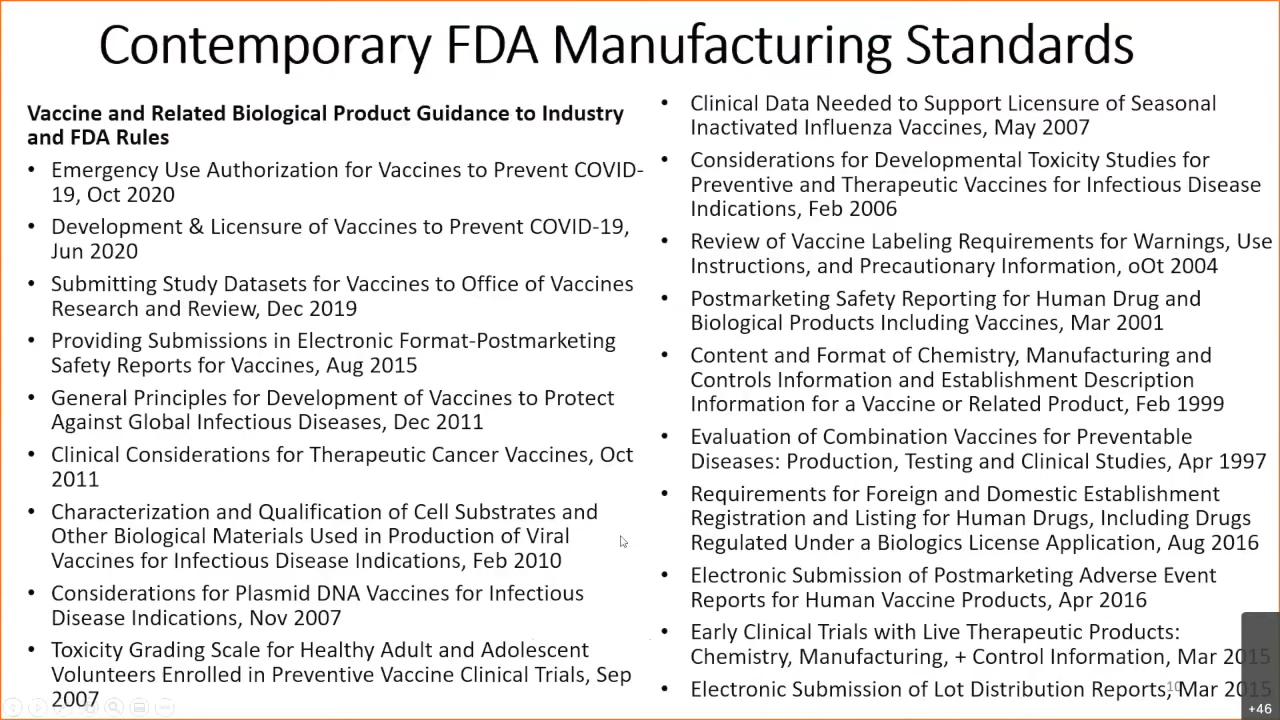 Contemporary FDA Manufacturing Standards
Vaccine and Related Biological Product Guidance to Industry
and FDA Rules
• Emergency Use Authorization for Vaccines to Prevent COVID-
19, Oct 2020
• Development & Licensure of Vaccines to Prevent COVID-19,
Jun 2020
• Submitting Study Datasets for Vaccines to Office of Vaccines
Research and Review, Dec 2019
• Providing Submissions in Electronic Format-Postmarketing
Safety Reports for Vaccines, Aug 2015
• General Principles for Development of Vaccines to Protect
Against Global Infectious Diseases, Dec 2011
• Clinical Considerations for Therapeutic Cancer Vaccines, Oct
2011
• Characterization and Qualification of Cell Substrates and
Other Biological Materials Used in Production of Viral
Vaccines for Infectious Disease Indications, Feb 2010
• Considerations for Plasmid DNA Vaccines for Infectious
Disease Indications, Nov 2007
• Toxicity Grading Scale for Healthy Adult and Adolescent
Volunteers Enrolled in Preventive Vaccine Clinical Trials, Sep
2007
• Clinical Data Needed to Support Licensure of Seasonal
Inactivated Influenza Vaccines, May 2007
• Considerations for Developmental Toxicity Studies for
Preventive and Therapeutic Vaccines for Infectious Disease
Indications, Feb 2006
• Review of Vaccine Labeling Requirements for Warnings, Use
Instructions, and Precautionary Information, oOt 2004
• Postmarketing Safety Reporting for Human Drug and
Biological Products Including Vaccines, Mar 2001
• Content and Format of Chemistry, Manufacturing and
Controls Information and Establishment Description
Information for a Vaccine or Related Product, Feb 1999
• Evaluation of Combination Vaccines for Preventable
Diseases: Production, Testing and Clinical Studies, Apr 1997
• Requirements for Foreign and Domestic Establishment
Registration and Listing for Human Drugs, Including Drugs
Regulated Under a Biologics License Application, Aug 2016
• Electronic Submission of Postmarketing Adverse Event
Reports for Human Vaccine Products, Apr 2016
• Early Clinical Trials with Live Therapeutic Products:
Chemistry, Manufacturing, + Control Information, Mar 2015
• Electronic Submission of Lot Distribution Reports, Mar 2015
10
+46